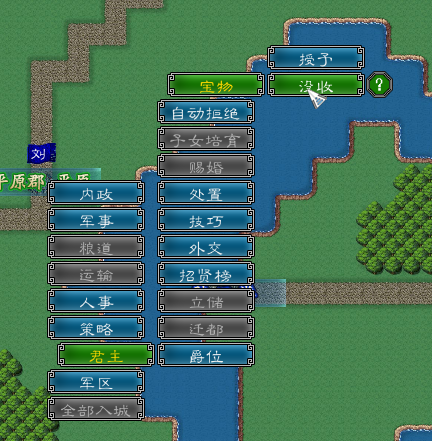 授予
宝物 没收 ?
自动拒绝
子女培育
赐婚
刘
平原郡 平原
内政 处置
军事 技巧
粮道 外交
运输 招贤榜
人事 立储
策略 迁都
君主 爵位
军区
全部入城